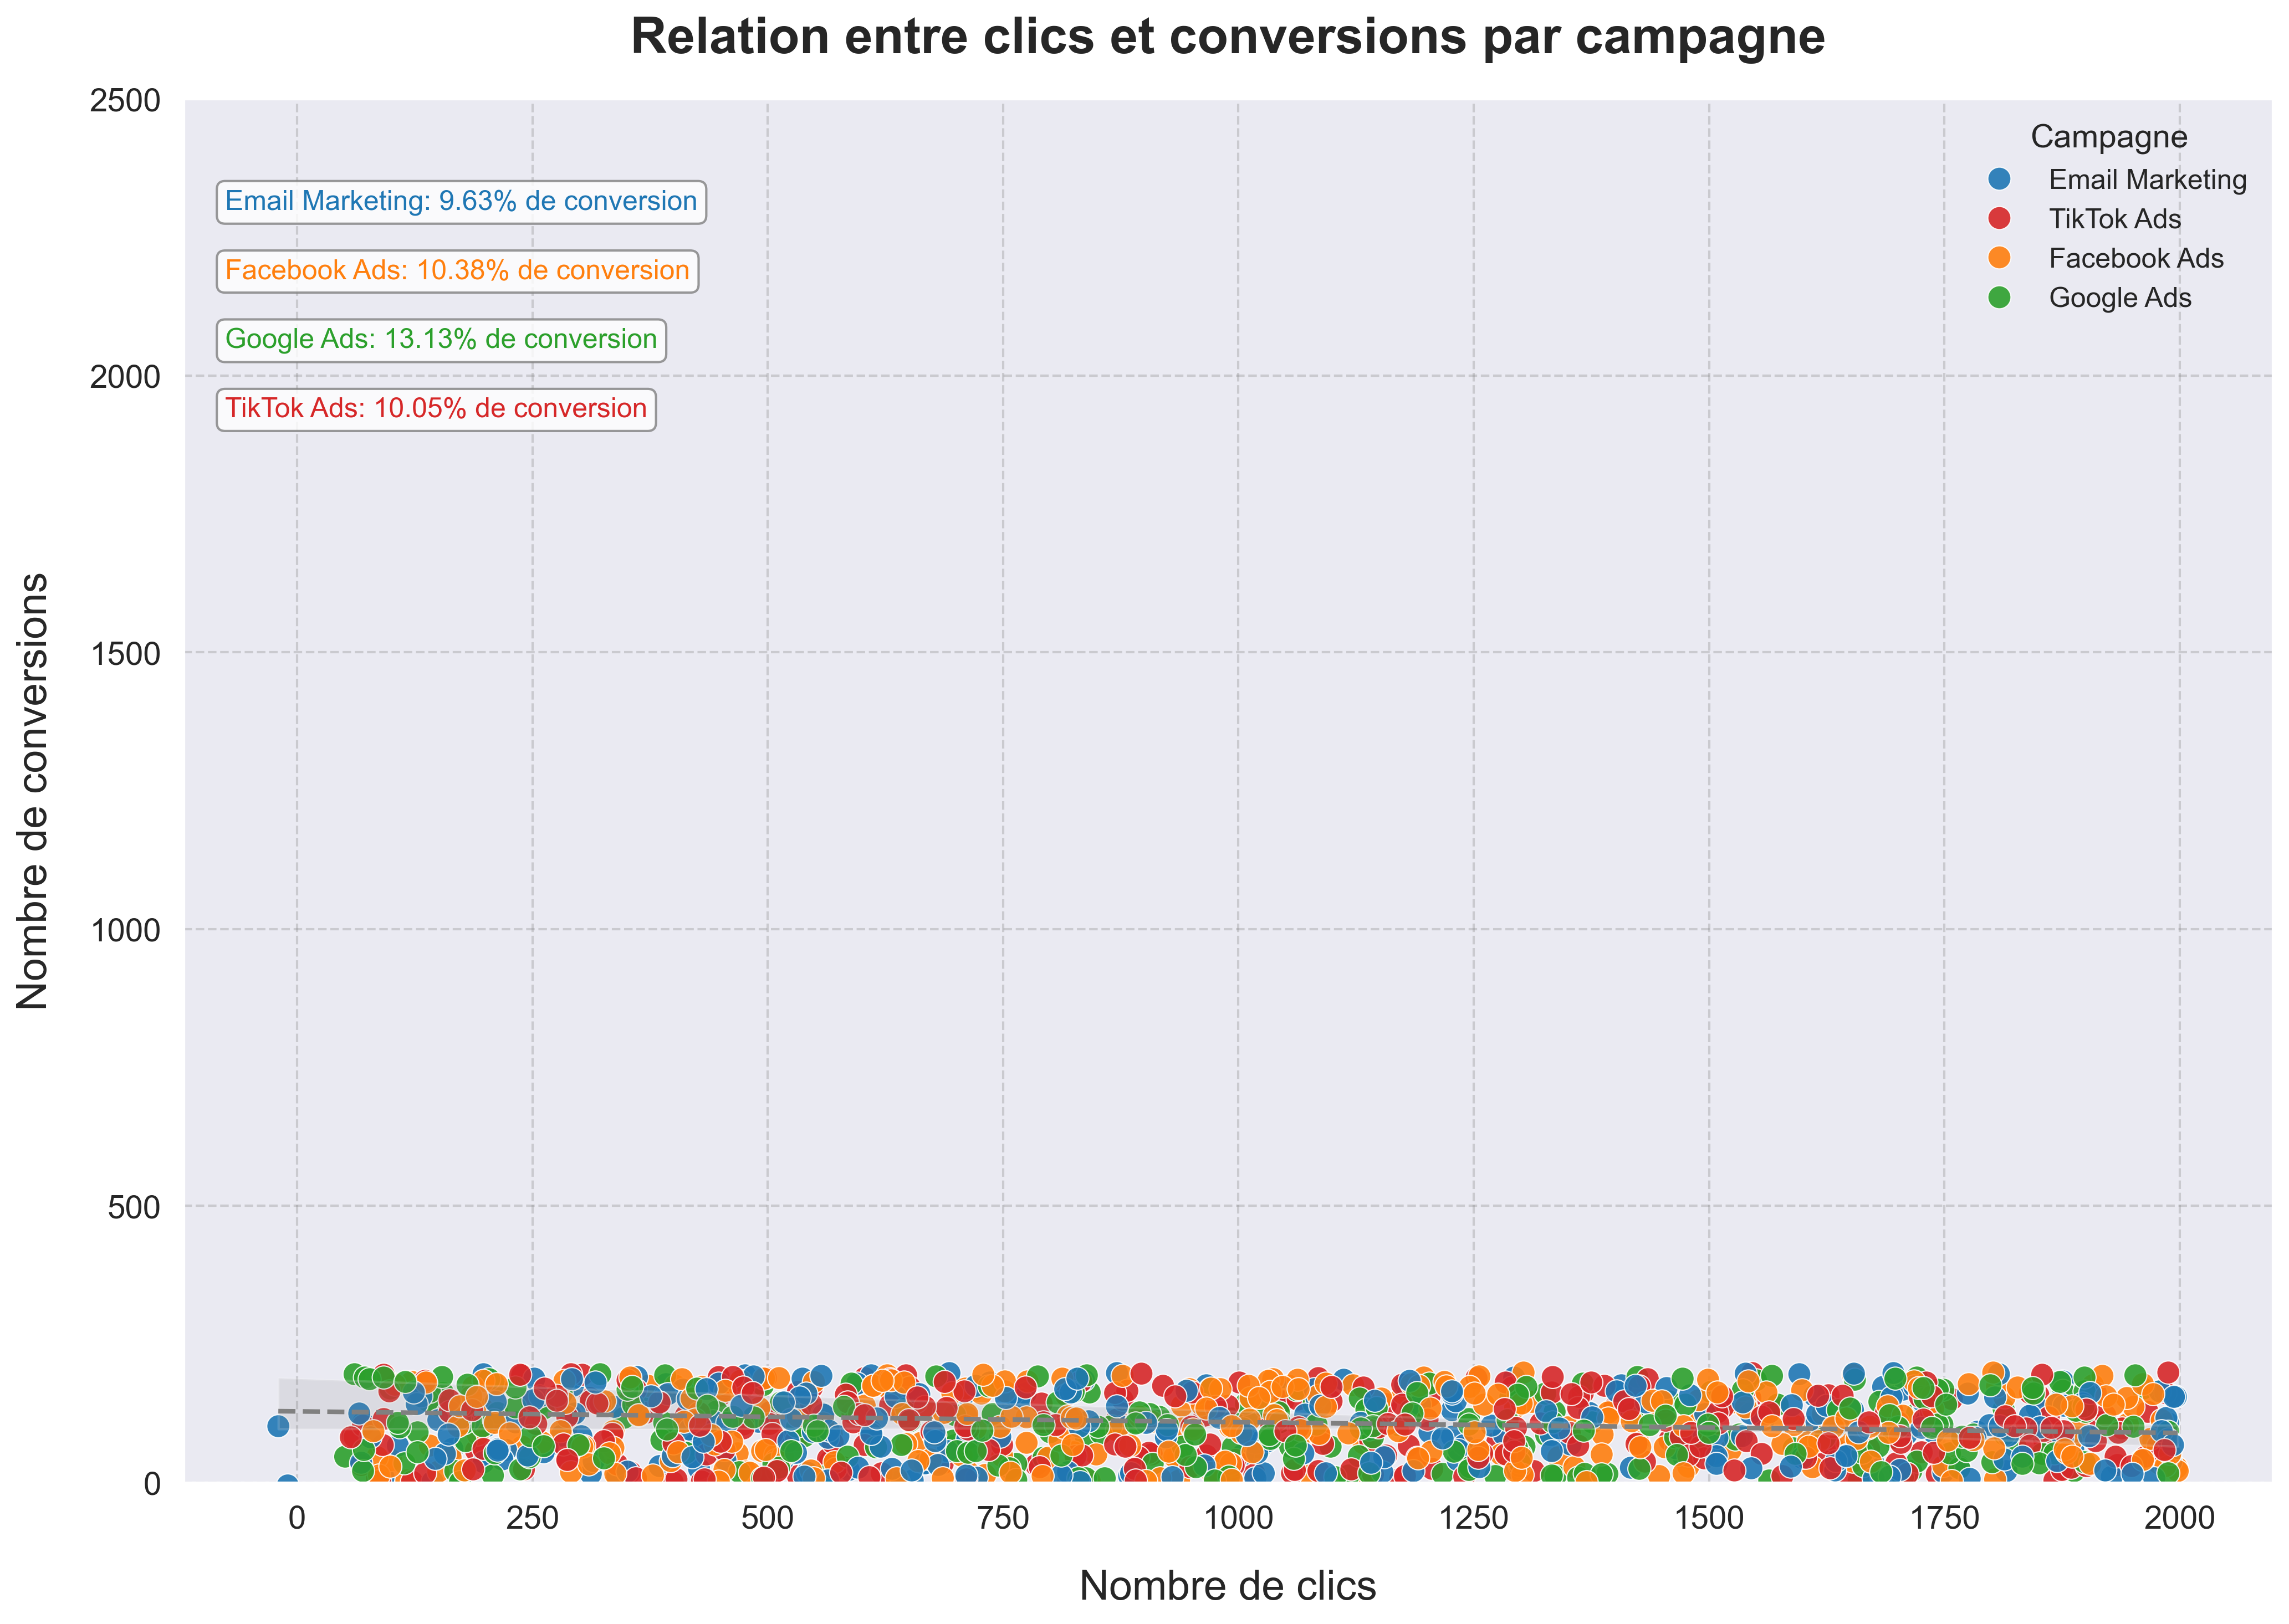 Relation entre clics et conversions par campagne
2500
2000
1500
1000
500
0
Nombre de conversions
Email Marketing: 9.63% de conversion
Facebook Ads: 10.38% de conversion
Google Ads: 13.13% de conversion
TikTok Ads: 10.05% de conversion
Campagne
Email Marketing
TikTok Ads
Facebook Ads
Google Ads
0 250 500 750 1000 1250 1500 1750 2000
Nombre de clics